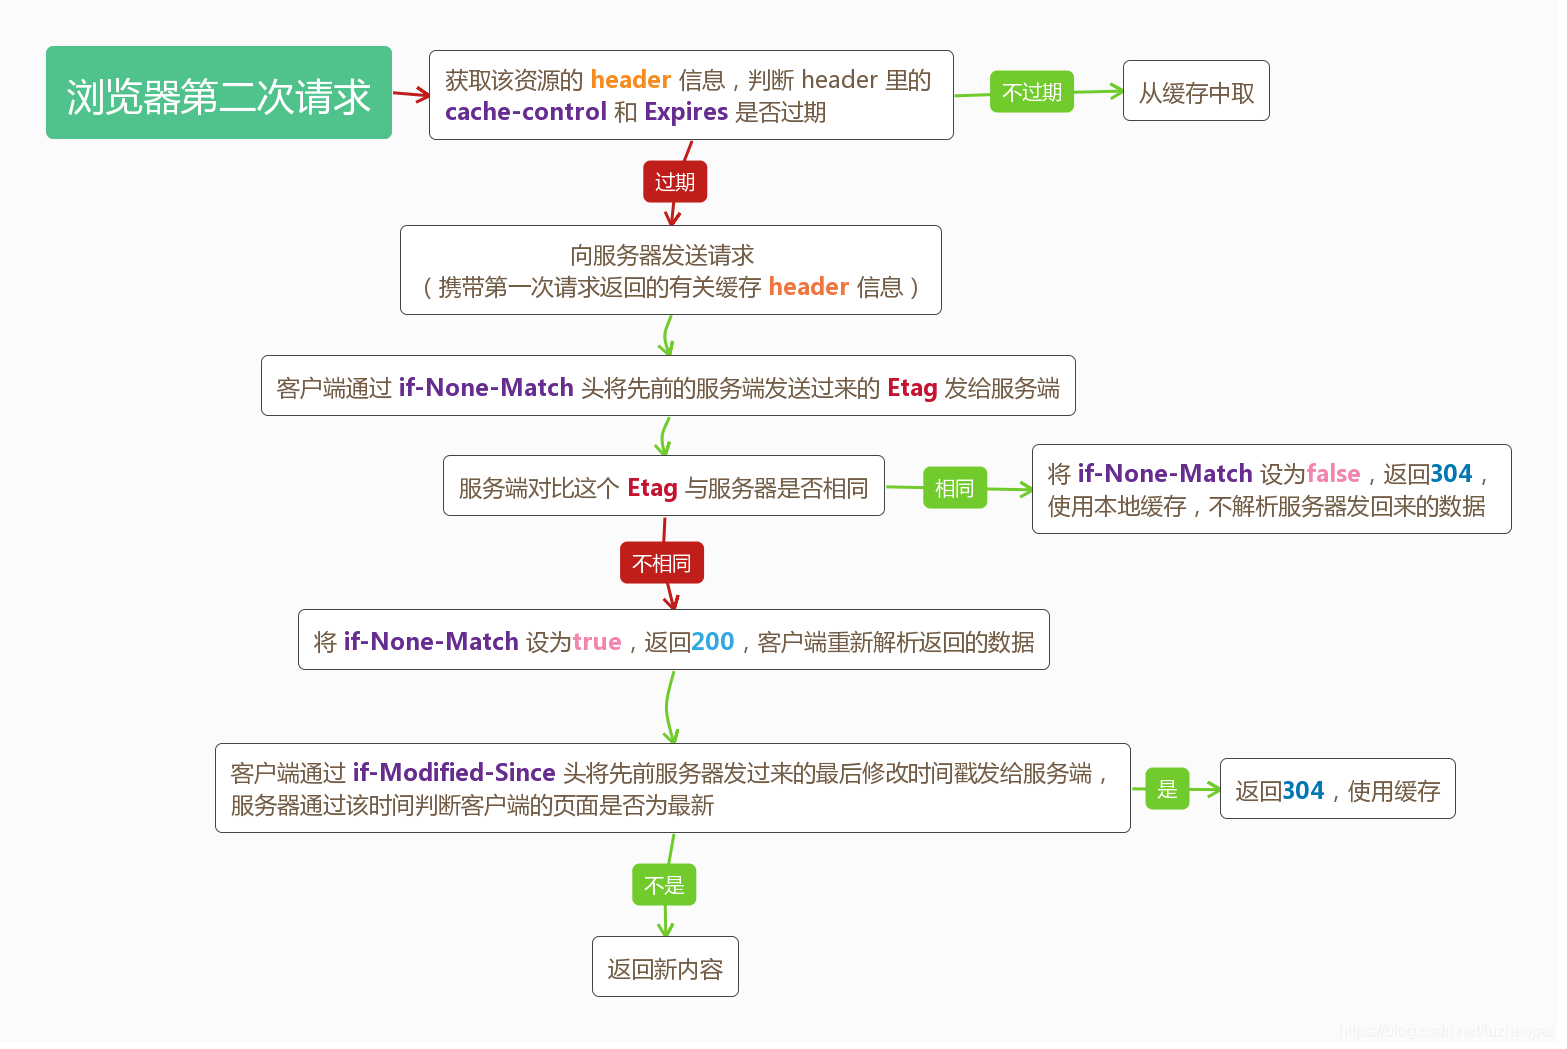 浏览器第二次请求
获取该资源的 header 信息，判断 header 里的
cache-control 和 Expires 是否过期
不过期
从缓存中取
过期
向服务器发送请求
（携带第一次请求返回的有关缓存 header 信息）
客户端通过 if-None-Match 头将先前的服务端发送过来的 Etag 发给服务端
服务端对比这个 Etag 与服务器是否相同
相同
将 if-None-Match 设为false，返回304，
使用本地缓存，不解析服务器发回来的数据
不相同
将 if-None-Match 设为true，返回200，客户端重新解析返回的数据
客户端通过 if-Modified-Since 头将先前服务器发过来的最后修改时间戳发给服务端，
服务器通过该时间判断客户端的页面是否为最新
是
返回304，使用缓存
不是
返回新内容
https://blog.csdn.net/luzhaopan